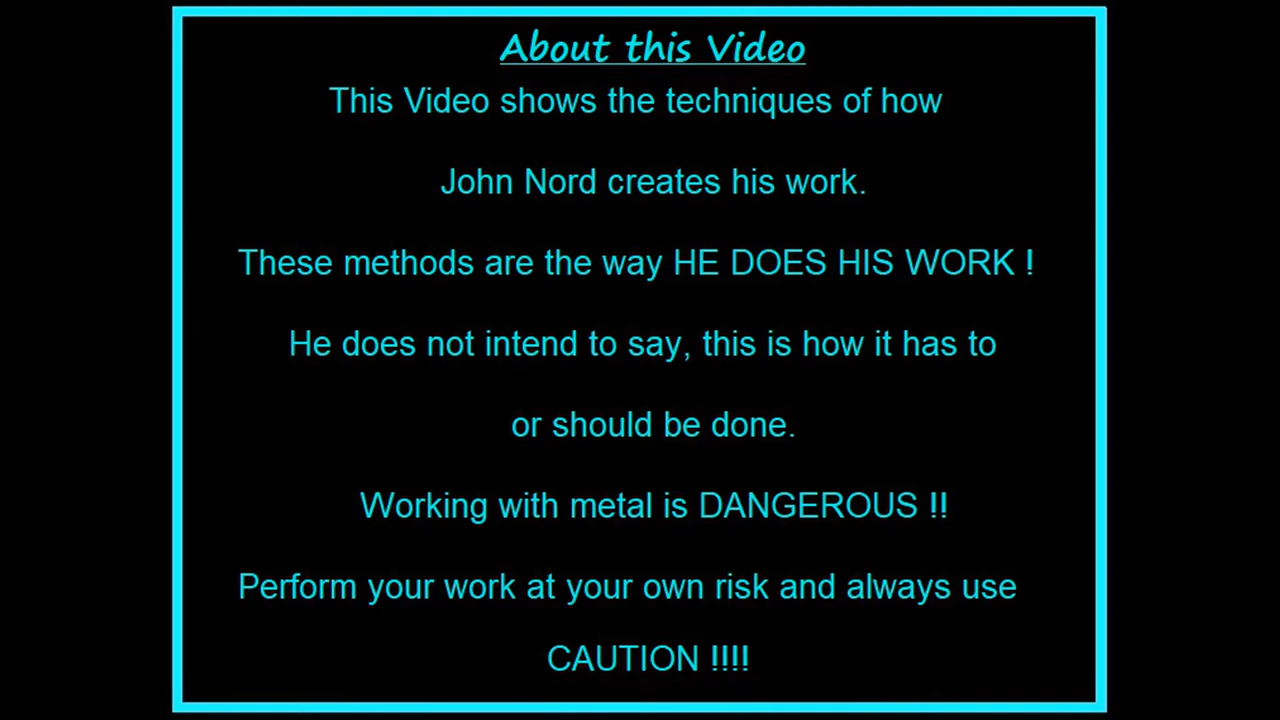 About this Video
This Video shows the techniques of how
John Nord creates his work.
These methods are the way HE DOES HIS WORK !
He does not intend to say, this is how it has to
or should be done.
Working with metal is DANGEROUS !!
Perform your work at your own risk and always use
CAUTION !!!!